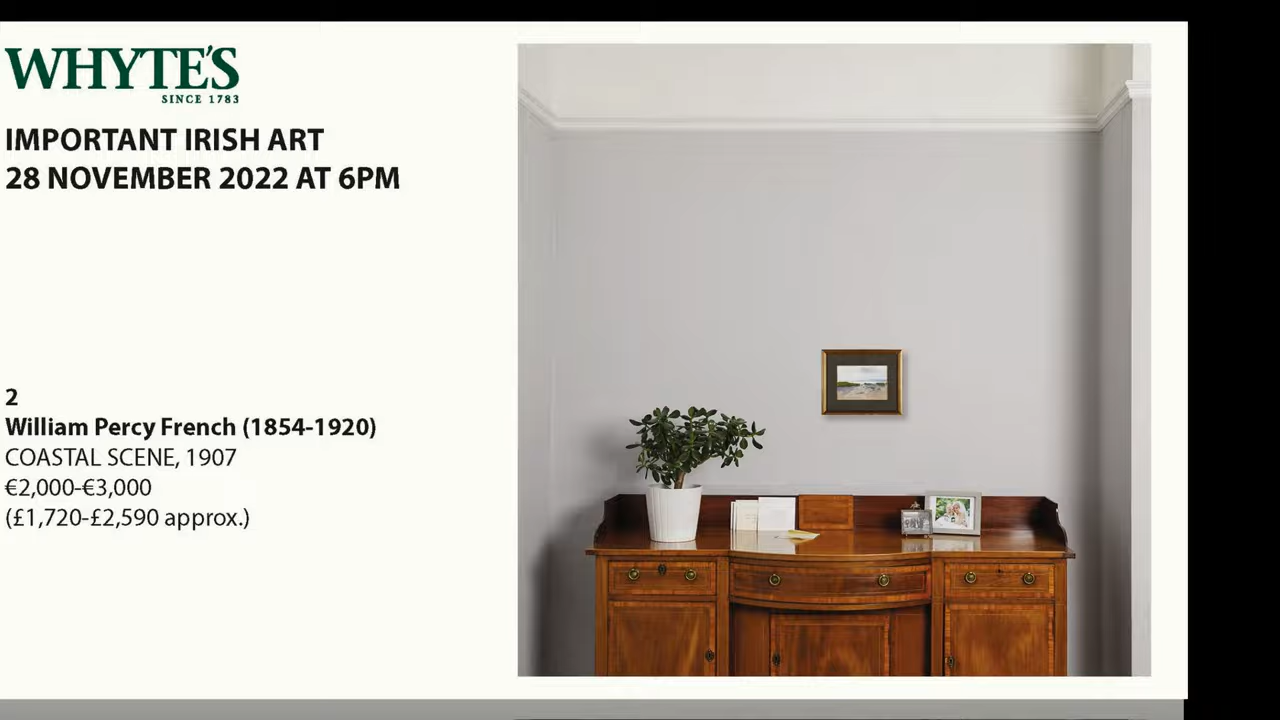 WHYTE'S
SINCE 1783
IMPORTANT IRISH ART
28 NOVEMBER 2022 AT 6PM
2
William Percy French (1854-1920)
COASTAL SCENE, 1907
€2,000-€3,000
(£1,720-£2,590 approx.)